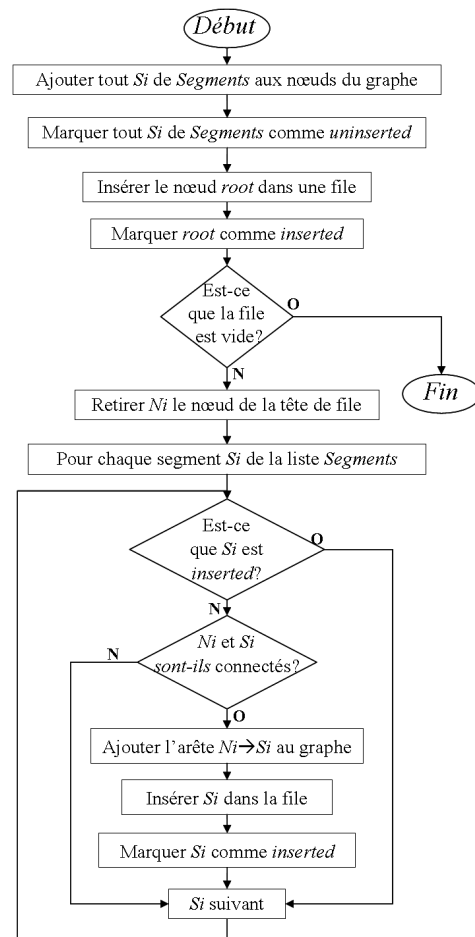 Début
Ajouter tout Si de Segments aux nœuds du graphe
Marquer tout Si de Segments comme uninserted
Insérer le nœud root dans une file
Marquer root comme inserted
Est-ce
que la file
est vide?
O
N
Fin
Retirer Ni le nœud de la tête de file
Pour chaque segment Si de la liste Segments
Est-ce
que Si est
inserted?
O
N
Ni et Si
sont-ils connectés?
N
O
Ajouter l’arête Ni→Si au graphe
Insérer Si dans la file
Marquer Si comme inserted
Si suivant